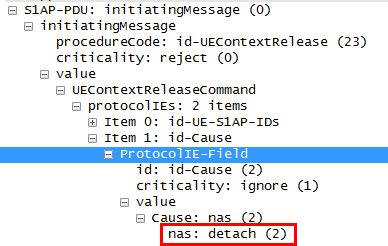 S1AP-PDU: initiatingMessage (0)
initiatingMessage
procedureCode: id-UEContextRelease (23)
criticality: reject (0)
value
UEContextReleaseCommand
protocolIEs: 2 items
Item 0: id-UE-S1AP-IDs
Item 1: id-Cause
ProtocolIE-Field
id: id-Cause (2)
criticality: ignore (1)
value
Cause: nas (2)
nas: detach (2)